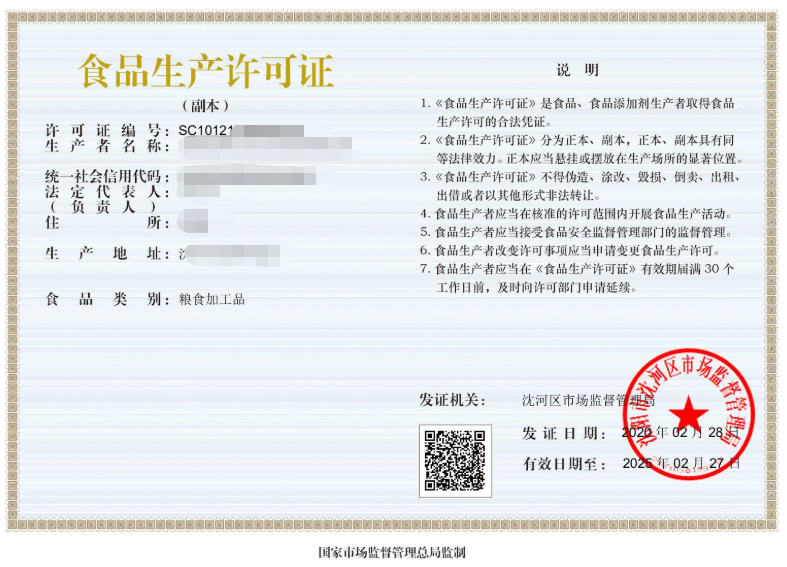 食品生产许可证
（副本）
许可证编号：SC10121
生产者名称：
统一社会信用代码：
法定代表人：
（负责人）
住所：
生产地址：沈
食品类别：粮食加工品
说 明
1.《食品生产许可证》是食品、食品添加剂生产者取得食品
生产许可的合法凭证。
2.《食品生产许可证》分为正本、副本，正本、副本具有同
等法律效力。正本应当悬挂或摆放在生产场所的显著位置。
3.《食品生产许可证》不得伪造、涂改、毁损、倒卖、出租、
出借或者以其他形式非法转让。
4. 食品生产者应当在核准的许可范围内开展食品生产活动。
5. 食品生产者应当接受食品安全监督管理部门的监督管理。
6. 食品生产者改变许可事项应当申请变更食品生产许可。
7. 食品生产者应当在《食品生产许可证》有效期届满 30 个
工作日前，及时向许可部门申请延续。
发证机关： 沈河区市场监督管理局
发证日期： 2020 年 02 月 28 日
有效日期至： 2025 年 02 月 27 日
沈阳市沈河区市场监督管理局
国家市场监督管理总局监制